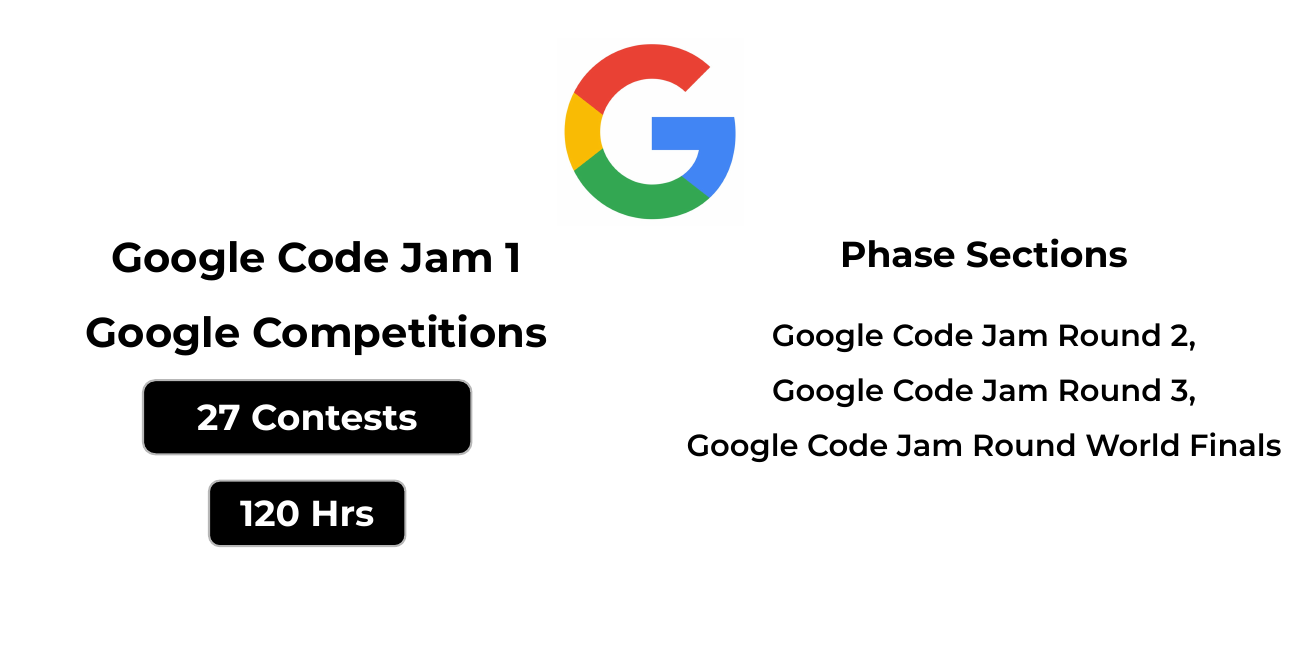 Google Code Jam 1
Google Competitions
27 Contests
120 Hrs
Phase Sections
Google Code Jam Round 2,
Google Code Jam Round 3,
Google Code Jam Round World Finals